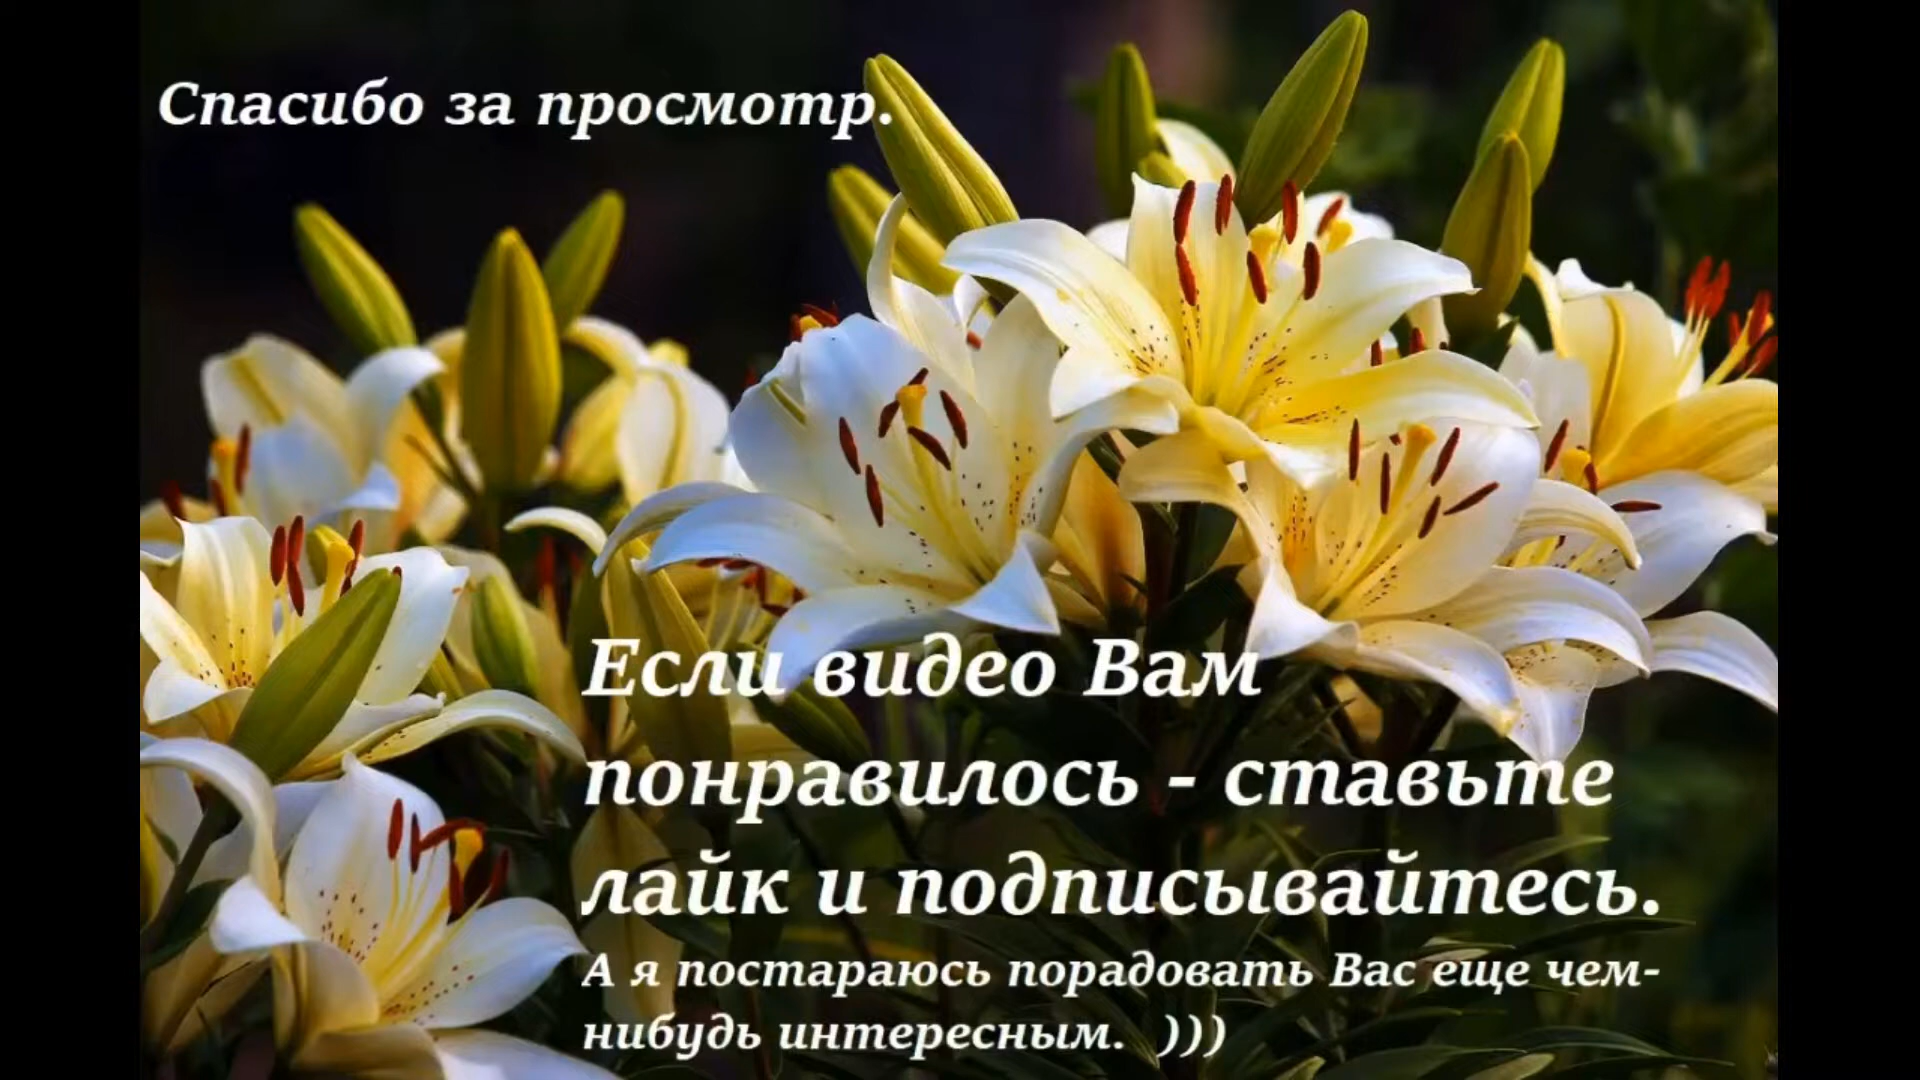 Спасибо за просмотр.
Если видео Вам
понравилось - ставьте
лайк и подписывайтесь.
А я постараюсь порадовать Вас еще чем-
нибудь интересным.  )))